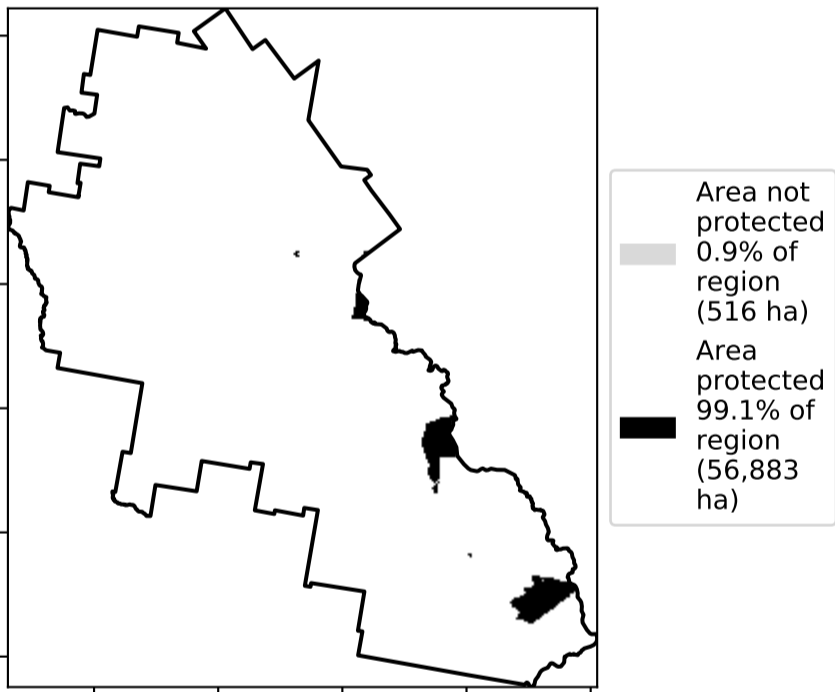 Area not
protected
0.9% of
region
(516 ha)
Area
protected
99.1% of
region
(56,883
ha)